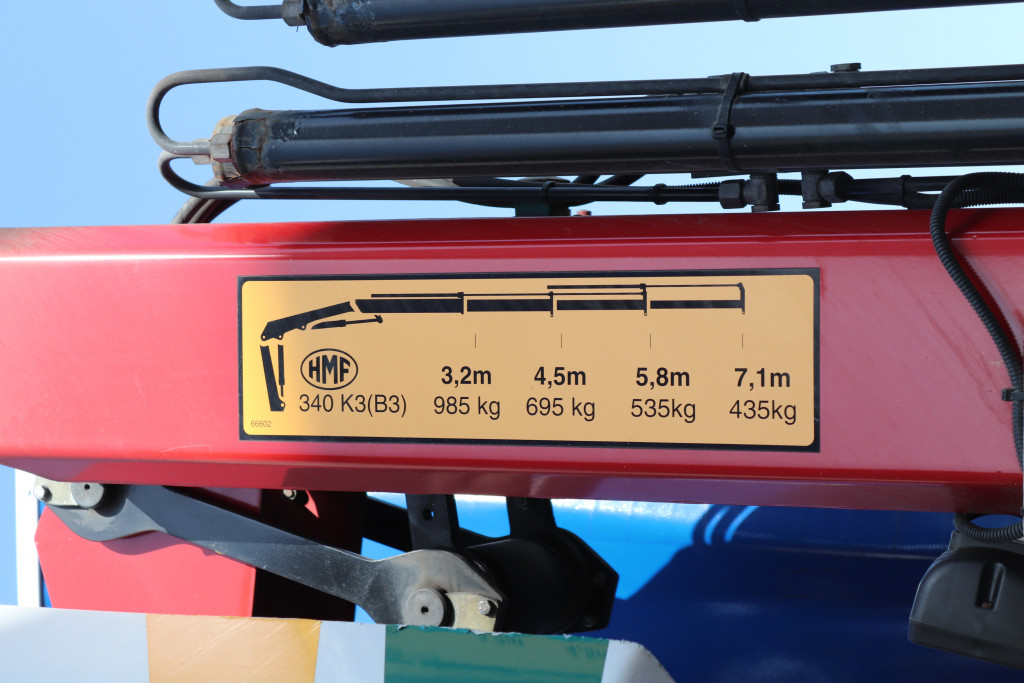 HMF
340 K3(B3)
3,2m 4,5m 5,8m 7,1m
985 kg 695 kg 535kg 435kg
66602